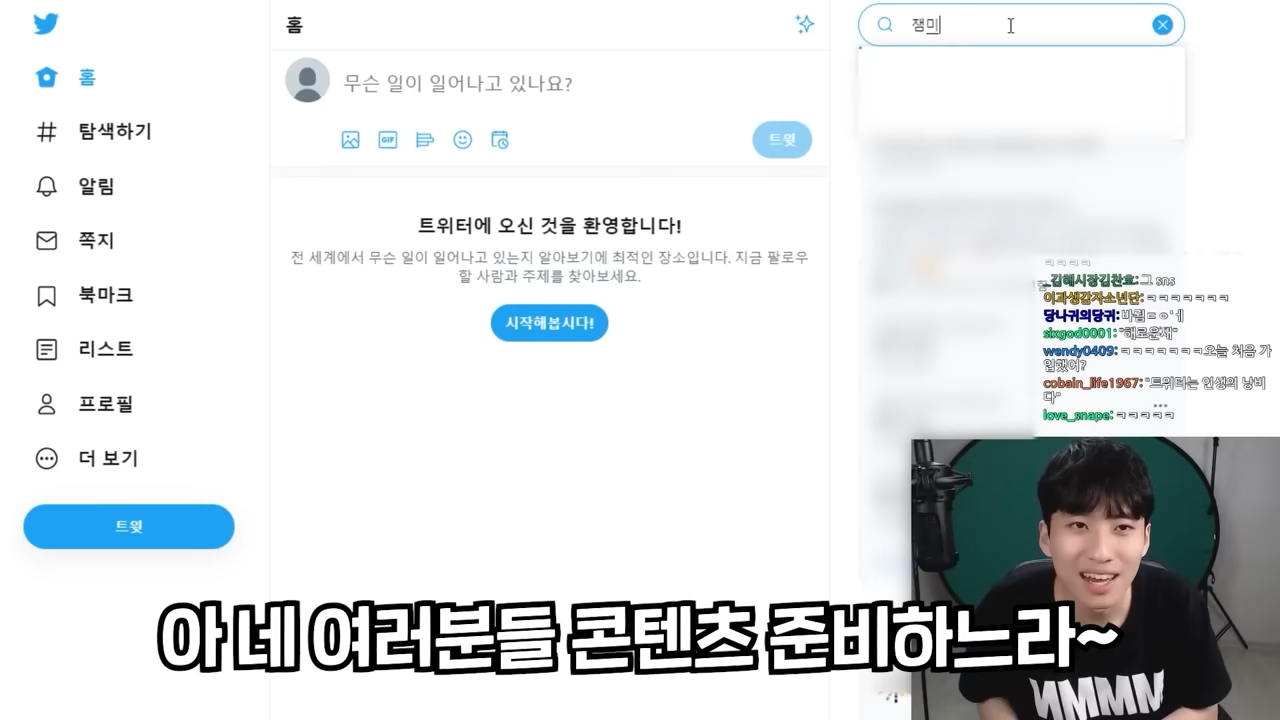 홈
탐색하기
알림
쪽지
북마크
리스트
프로필
더 보기
트윗
홈
무슨 일이 일어나고 있나요?
GIF
트윗
트위터에 오신 것을 환영합니다!
전 세계에서 무슨 일이 일어나고 있는지 알아보기에 최적인 장소입니다. 지금 팔로우
할 사람과 주제를 찾아보세요.
시작해봅시다!
잼미
ㅋㅋㅋㅋ
_김해시장김찬호: 그 sns
이과생감자소년단: ㅋㅋㅋㅋㅋㅋㅋ
당나귀의당귀:
sixgod0001: "해로운새"
wendy0409: ㅋㅋㅋㅋㅋㅋㅋ오늘 처음 가
입했어?
cobain_life1967: "트위터는 인생의 낭비
다"
love_snape: ㅋㅋㅋㅋㅋ
아 네 여러분들 콘텐츠 준비하느라~